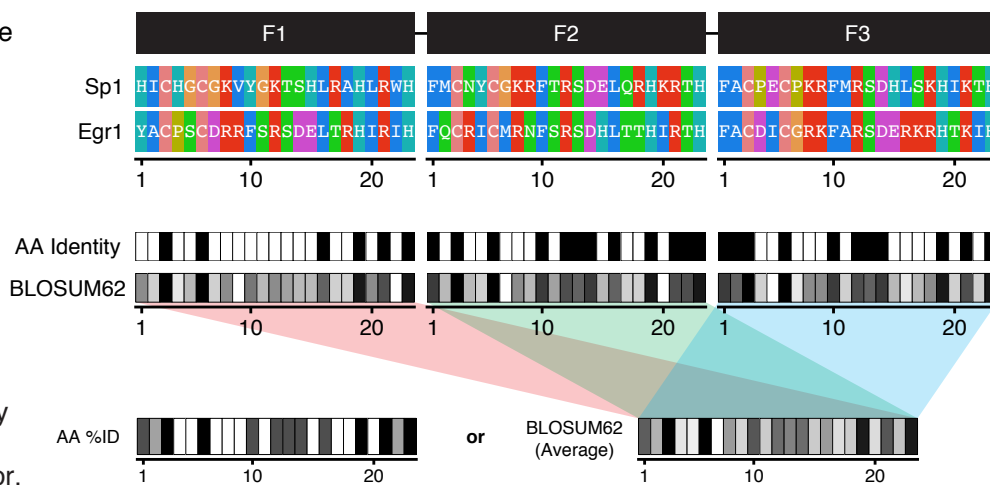 e F1 F2 F3
Sp1 HICHGCGKVYGKTSHLRAHLRWH FMCNYCGKRFTRSDELQRHKRTH FACPECPKRFMRSDHLSKHIKT
Egr1 YACPSCDRRFSRSDELTRHIRIH FQCRICMRNFSRSDHLTTHIRTH FACDICGRKFARSDERKRHTKI
1 10 20 1 10 20 1 10 20
AA Identity
BLOSUM62
1 10 20 1 10 20 1 10 20
y
AA %ID or BLOSUM62
(Average)
or.
1 10 20 1 10 20